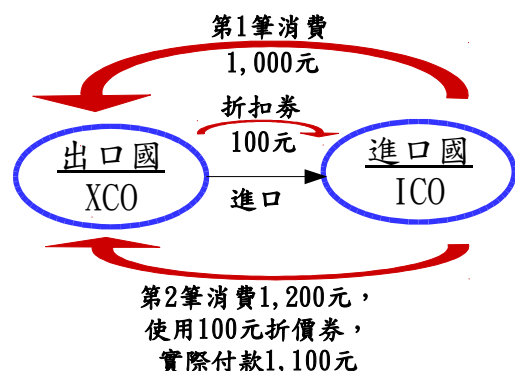 第1筆消費
1,000元
折扣券
100元
出口國
XCO
進口
進口國
ICO
第2筆消費1,200元，
使用100元折價券，
實際付款1,100元